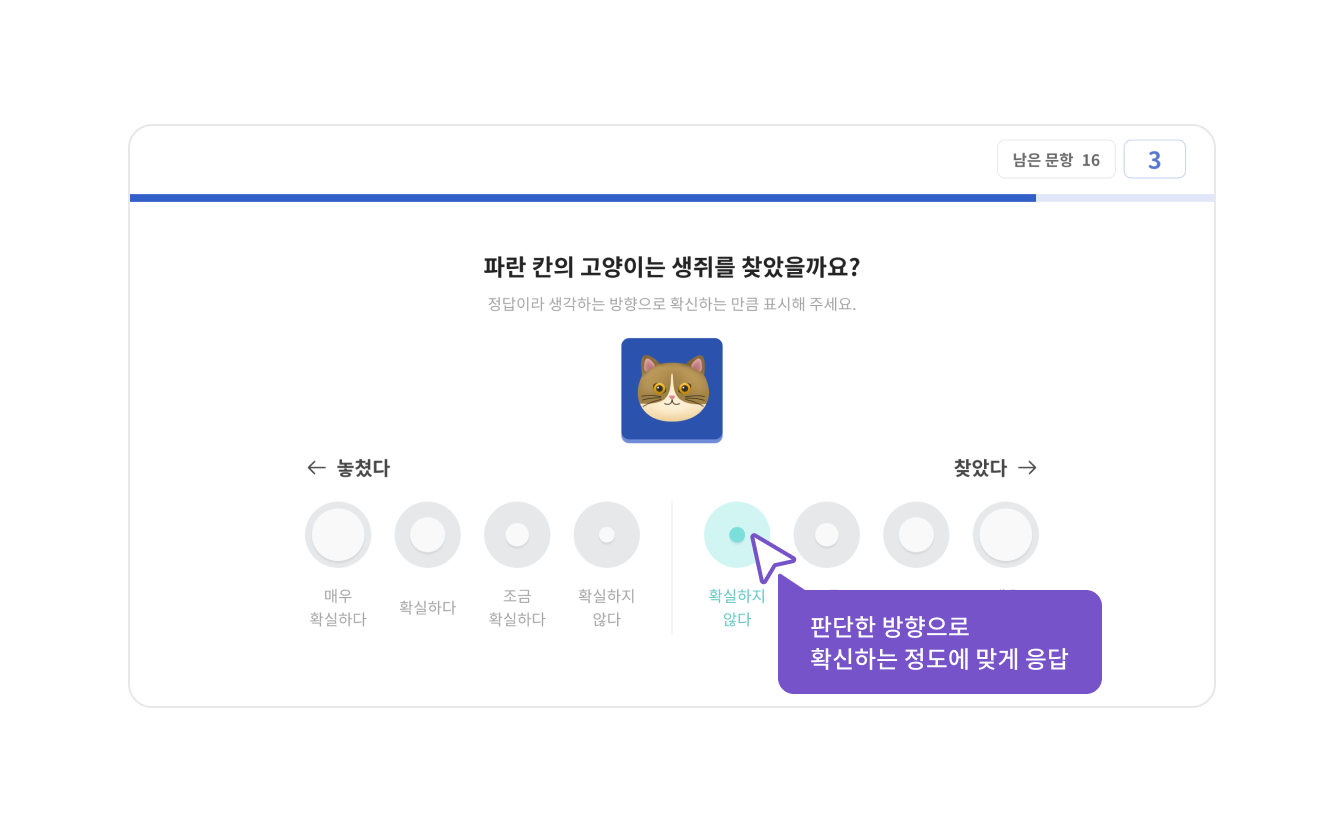 남은 문항 16
3
파란 칸의 고양이는 생쥐를 찾았을까요?
정답이라 생각하는 방향으로 확신하는 만큼 표시해 주세요.
← 놓쳤다
찾았다 →
매우
확실하다
확실하다
조금
확실하다
확실하지
않다
확실하지
않다
판단한 방향으로
확신하는 정도에 맞게 응답